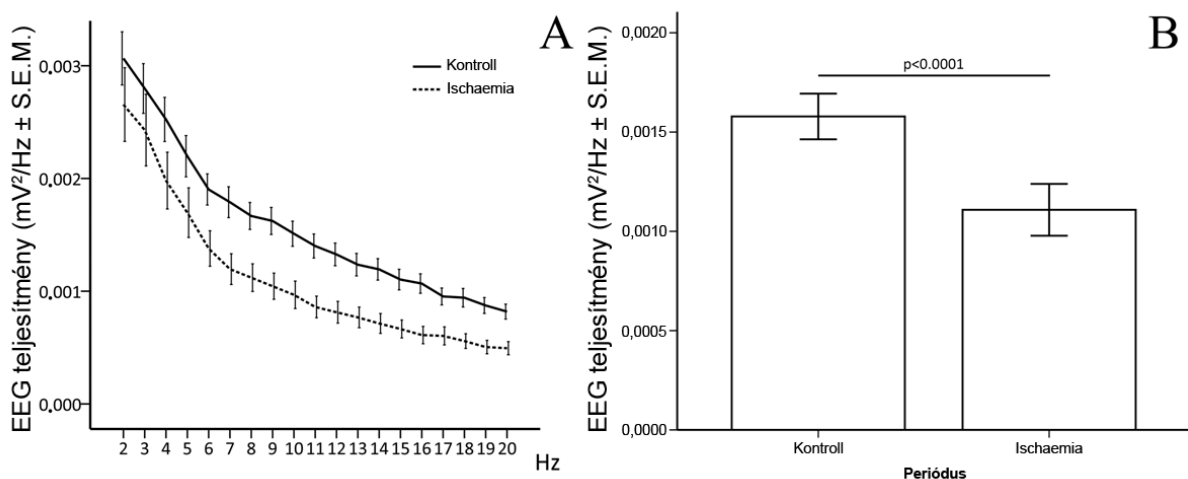 A
EEG teljesítmény (mV²/Hz ± S.E.M.)
0,003
0,002
0,001
0,000
Kontroll
Ischaemia
2 3 4 5 6 7 8 9 10 11 12 13 14 15 16 17 18 19 20
Hz
B
EEG teljesítmény (mV²/Hz ± S.E.M.)
0,0020
0,0015
0,0010
0,0005
0,0000
p<0.0001
Kontroll Ischaemia
Periódus